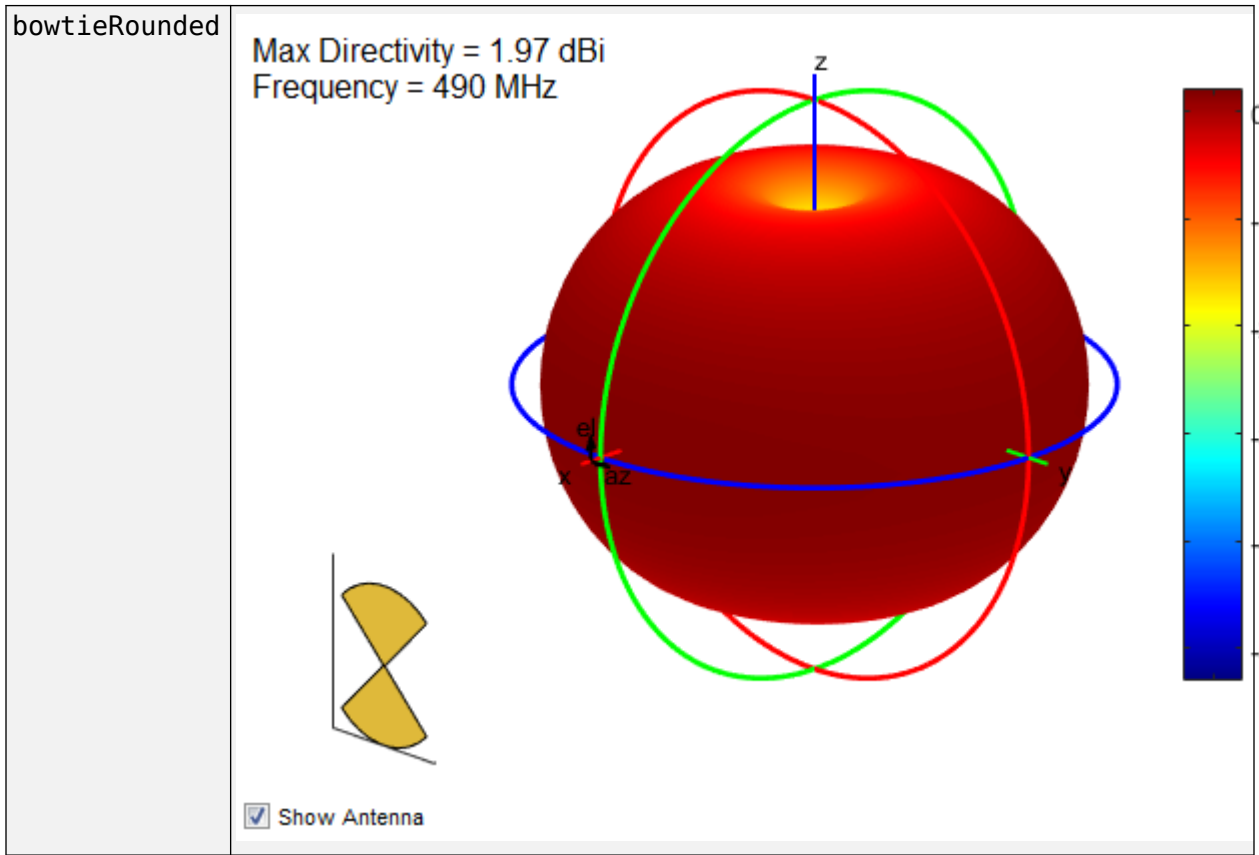 bowtieRounded
Max Directivity = 1.97 dBi
Frequency = 490 MHz
z
el
x
az
y
Show Antenna